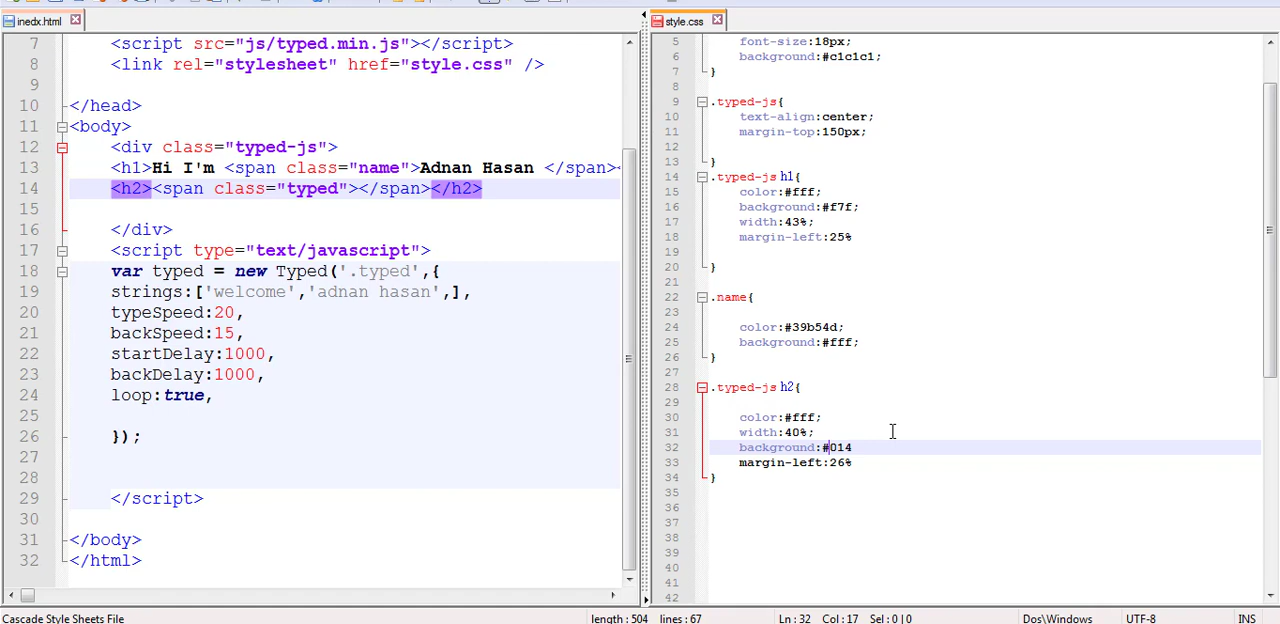 inedx.html
7 <script src="js/typed.min.js"></script>
8 <link rel="stylesheet" href="style.css" />
9
10 </head>
11 <body>
12 <div class="typed-js">
13 <h1>Hi I'm <span class="name">Adnan Hasan </span><
14 <h2><span class="typed"></span></h2>
15
16 </div>
17 <script type="text/javascript">
18 var typed = new Typed('.typed',{
19 strings:['welcome','adnan hasan',],
20 typeSpeed:20,
21 backSpeed:15,
22 startDelay:1000,
23 backDelay:1000,
24 loop:true,
25
26 });
27
28
29 </script>
30
31 </body>
32 </html>
style.css
5 font-size:18px;
6 background:#c1c1c1;
7 }
8
9 .typed-js{
10 text-align:center;
11 margin-top:150px;
12
13 }
14 .typed-js h1{
15 color:#fff;
16 background:#f7f;
17 width:43%;
18 margin-left:25%
19
20 }
21
22 .name{
23
24 color:#39b54d;
25 background:#fff;
26 }
27
28 .typed-js h2{
29
30 color:#fff;
31 width:40%;
32 background:#014
33 margin-left:26%
34 }
35
36
37
38
39
40
41
42
Cascade Style Sheets File length : 504 lines : 67 Ln : 32 Col : 17 Sel : 0 | 0 Dos\Windows UTF-8 INS